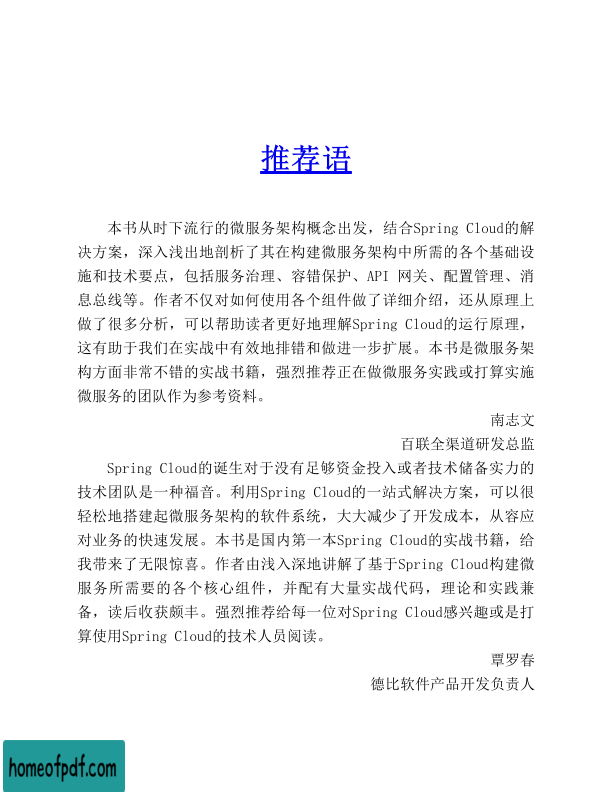 推荐语
本书从时下流行的微服务架构概念出发，结合Spring Cloud的解
决方案，深入浅出地剖析了其在构建微服务架构中所需的各个基础设
施和技术要点，包括服务治理、容错保护、API 网关、配置管理、消
息总线等。作者不仅对如何使用各个组件做了详细介绍，还从原理上
做了很多分析，可以帮助读者更好地理解Spring Cloud的运行原理，
这有助于我们在实战中有效地排错和做进一步扩展。本书是微服务架
构方面非常不错的实战书籍，强烈推荐正在做微服务实践或打算实施
微服务的团队作为参考资料。
南志文
百联全渠道研发总监
Spring Cloud的诞生对于没有足够资金投入或者技术储备实力的
技术团队是一种福音。利用Spring Cloud的一站式解决方案，可以很
轻松地搭建起微服务架构的软件系统，大大减少了开发成本，从容应
对业务的快速发展。本书是国内第一本Spring Cloud的实战书籍，给
我带来了无限惊喜。作者由浅入深地讲解了基于Spring Cloud构建微
服务所需要的各个核心组件，并配有大量实战代码，理论和实践兼
备，读后收获颇丰。强烈推荐给每一位对Spring Cloud感兴趣或是打
算使用Spring Cloud的技术人员阅读。
覃罗春
德比软件产品开发负责人
homeofpdf.com